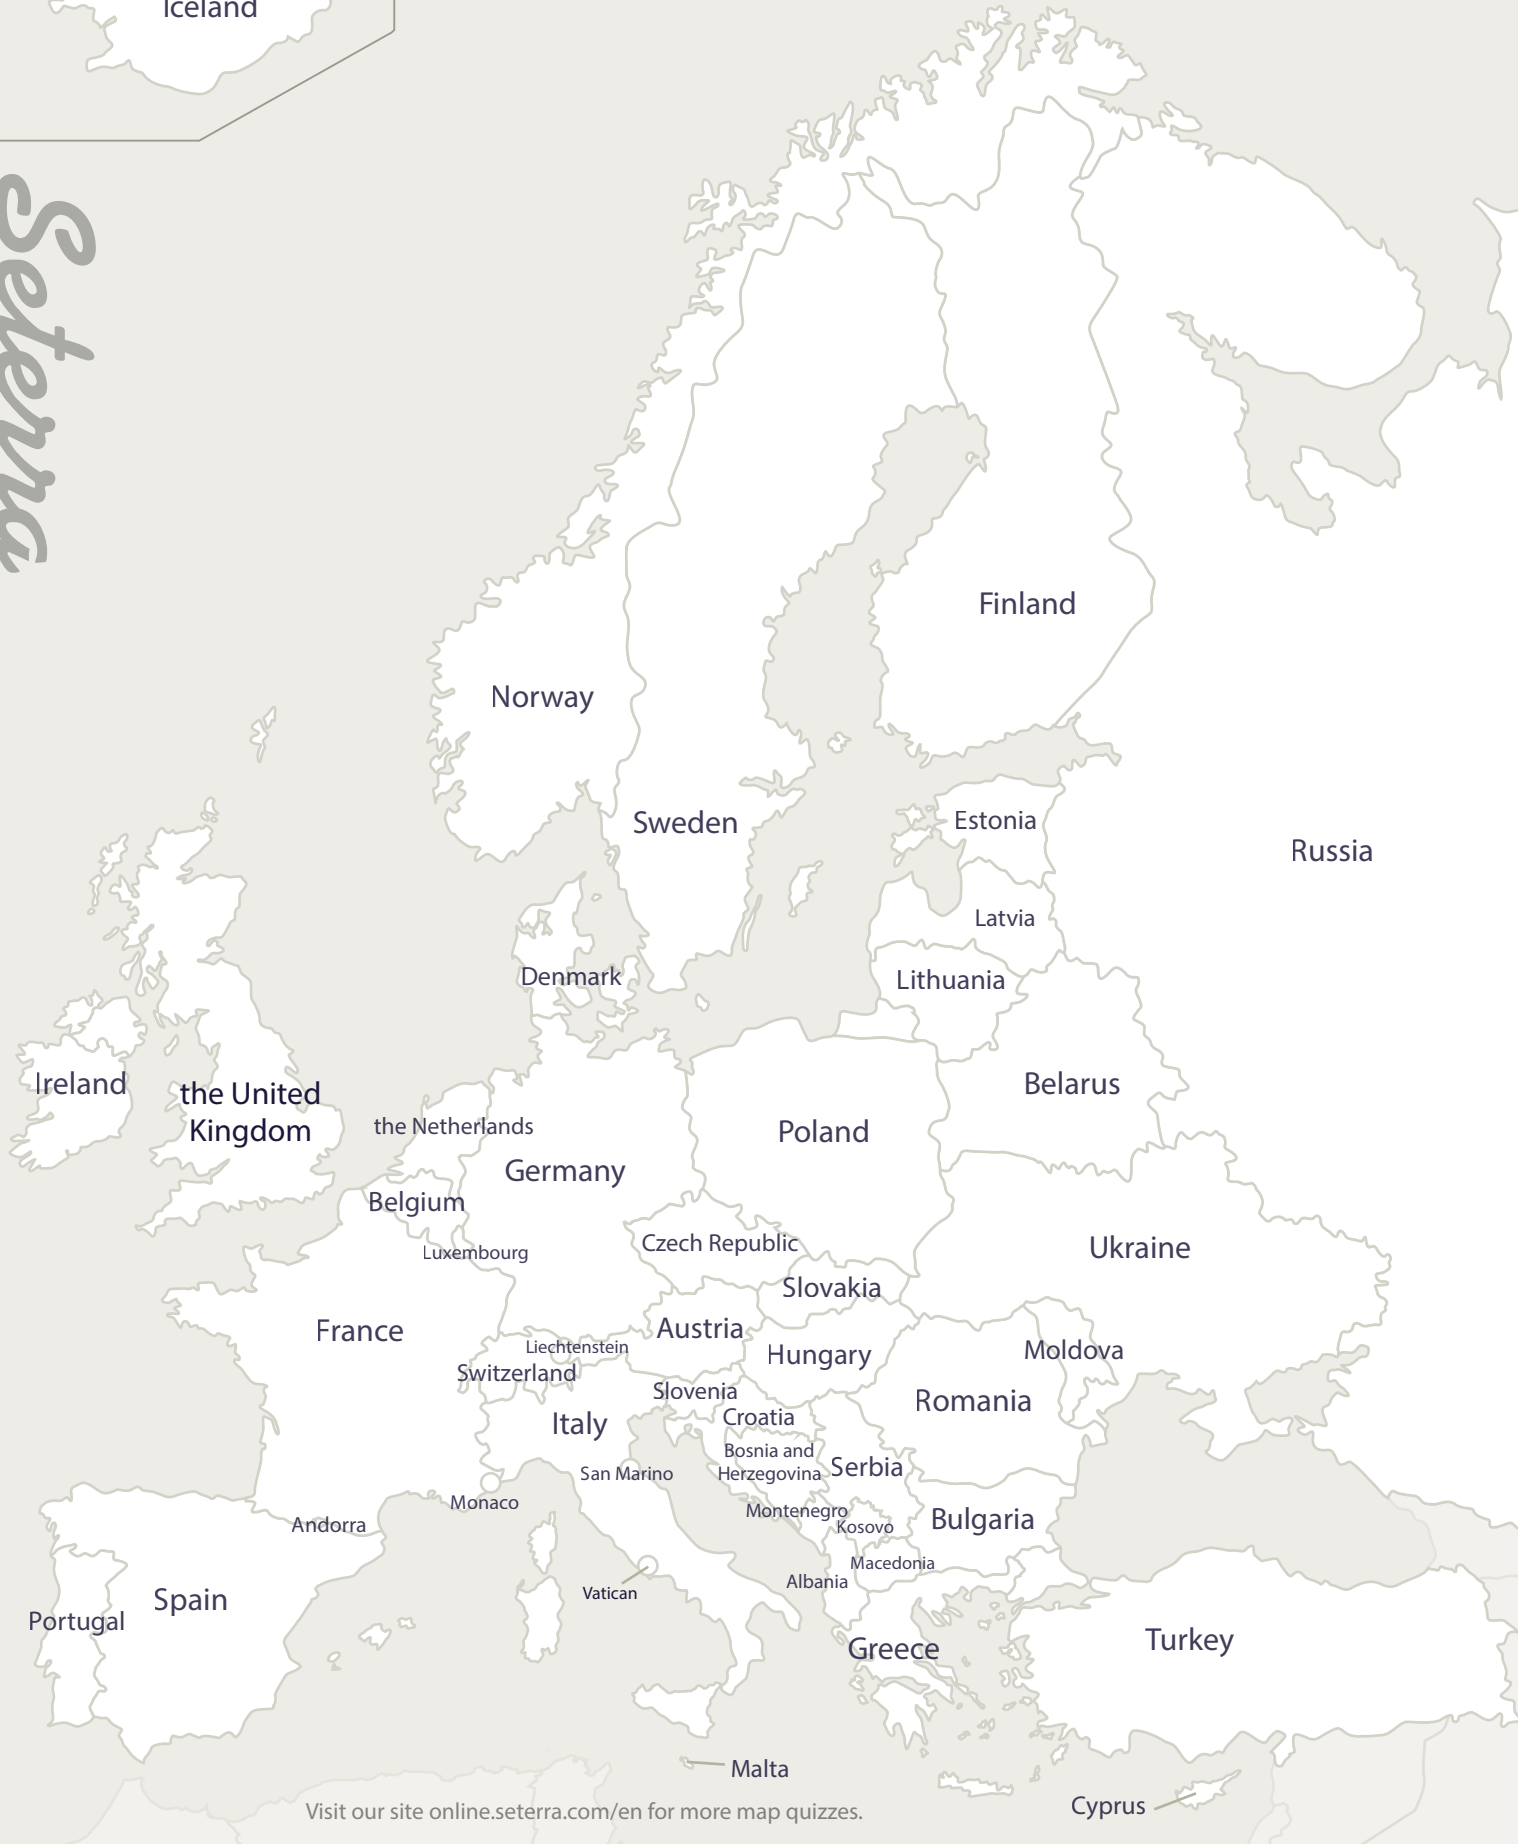 Iceland
Seterra
Finland
Norway
Sweden
Estonia
Russia
Latvia
Denmark
Lithuania
Ireland
the United
Kingdom
Belarus
the Netherlands
Poland
Germany
Belgium
Czech Republic
Ukraine
Luxembourg
Slovakia
France
Austria
Liechtenstein
Hungary
Moldova
Switzerland
Slovenia
Romania
Italy
Croatia
Bosnia and
Herzegovina
Serbia
San Marino
Monaco
Montenegro
Kosovo
Bulgaria
Andorra
Macedonia
Albania
Vatican
Spain
Portugal
Greece
Turkey
Malta
Cyprus
Visit our site online.seterra.com/en for more map quizzes.